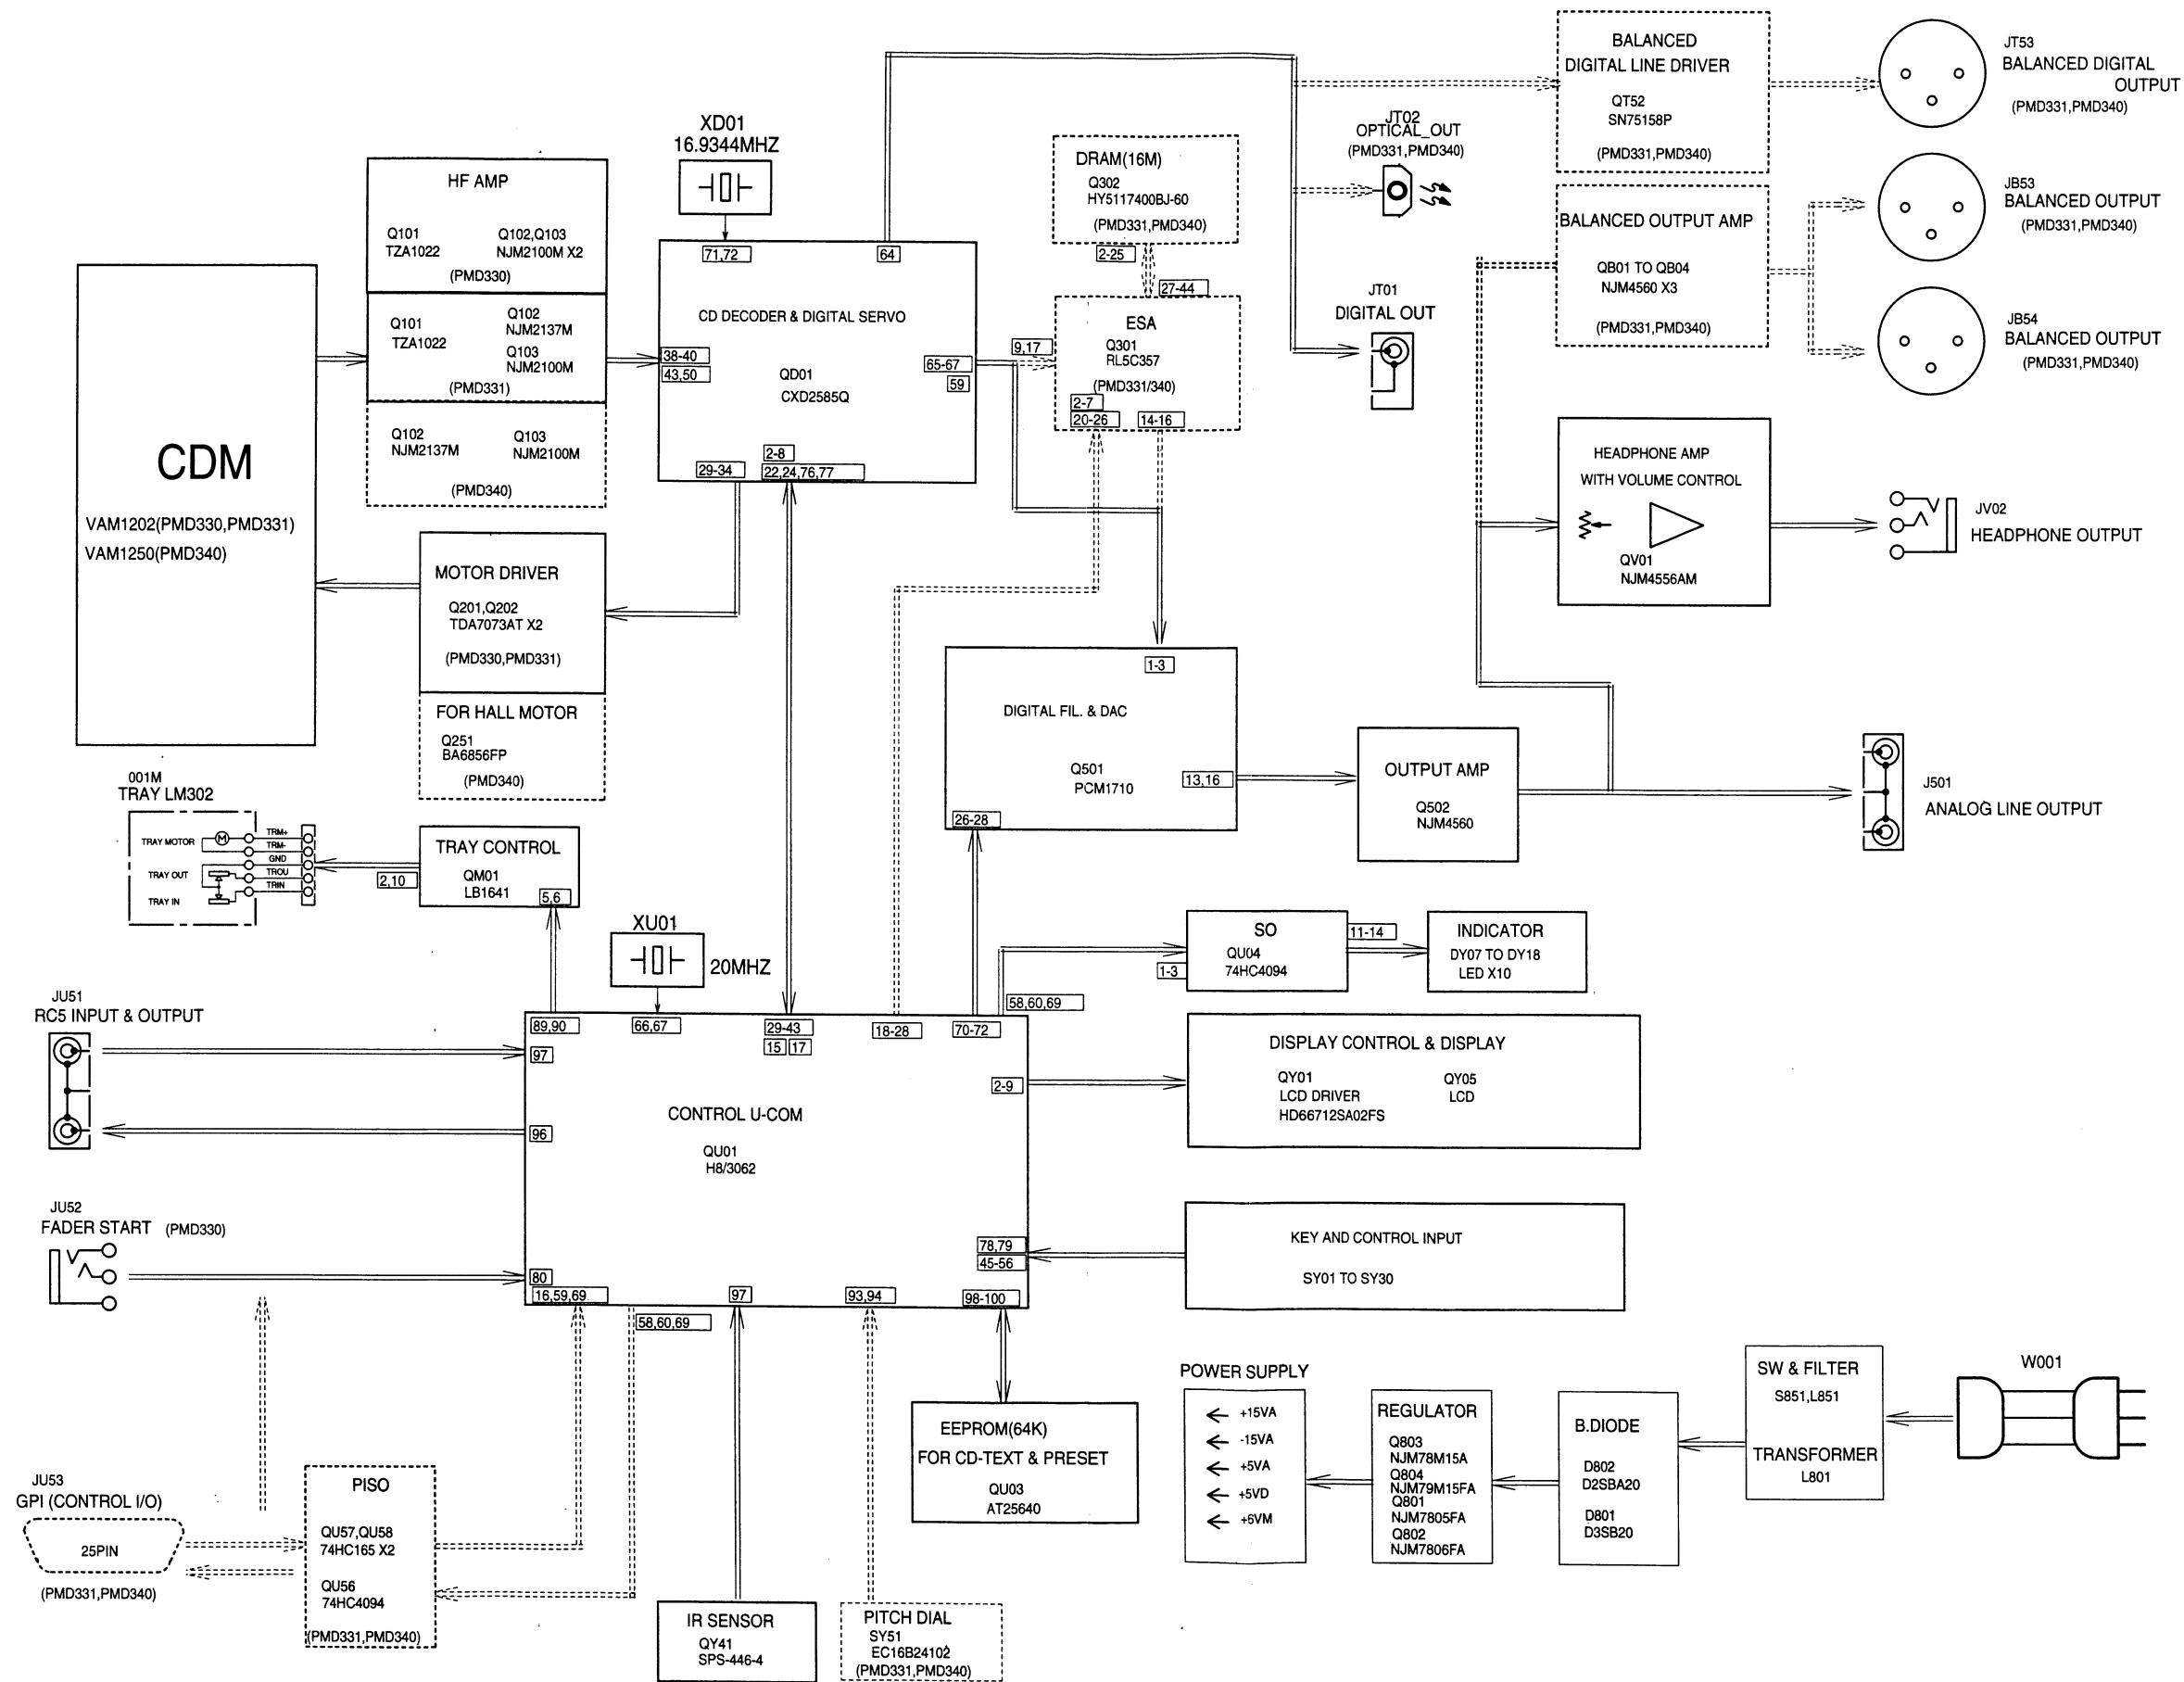 XD01
16.9344MHZ
HF AMP
Q101
TZA1022
Q102,Q103
NJM2100M X2
(PMD330)
Q101
TZA1022
Q102
NJM2137M
Q103
NJM2100M
(PMD331)
Q102
NJM2137M
Q103
NJM2100M
(PMD340)
CDM
VAM1202(PMD330,PMD331)
VAM1250(PMD340)
71,72
64
CD DECODER & DIGITAL SERVO
38-40
43,50
QD01
CXD2585Q
65-67
59
2-8
29-34
22,24,76,77
DRAM(16M)
Q302
HY5117400BJ-60
(PMD331,PMD340)
2-25
27-44
9,17
ESA
Q301
RL5C357
(PMD331/340)
2-7
20-26
14-16
JT02
OPTICAL_OUT
(PMD331,PMD340)
JT01
DIGITAL OUT
BALANCED
DIGITAL LINE DRIVER
QT52
SN75158P
(PMD331,PMD340)
JT53
BALANCED DIGITAL
OUTPUT
(PMD331,PMD340)
BALANCED OUTPUT AMP
QB01 TO QB04
NJM4560 X3
(PMD331,PMD340)
JB53
BALANCED OUTPUT
(PMD331,PMD340)
JB54
BALANCED OUTPUT
(PMD331,PMD340)
HEADPHONE AMP
WITH VOLUME CONTROL
QV01
NJM4556AM
JV02
HEADPHONE OUTPUT
MOTOR DRIVER
Q201,Q202
TDA7073AT X2
(PMD330,PMD331)
FOR HALL MOTOR
Q251
BA6856FP
(PMD340)
1-3
DIGITAL FIL. & DAC
Q501
PCM1710
13,16
26-28
OUTPUT AMP
Q502
NJM4560
J501
ANALOG LINE OUTPUT
001M
TRAY LM302
TRAY MOTOR
M
TRM+
TRM-
GND
TRAY OUT
TROU
TRIN
TRAY IN
2,10
TRAY CONTROL
QM01
LB1641
5,6
XU01
20MHZ
SO
QU04
74HC4094
1-3
11-14
INDICATOR
DY07 TO DY18
LED X10
58,60,69
JU51
RC5 INPUT & OUTPUT
89,90
66,67
29-43
15
17
18-28
70-72
97
2-9
96
CONTROL U-COM
QU01
H8/3062
DISPLAY CONTROL & DISPLAY
QY01
LCD DRIVER
HD66712SA02FS
QY05
LCD
JU52
FADER START (PMD330)
80
16,59,69
97
93,94
98-100
78,79
45-56
58,60,69
KEY AND CONTROL INPUT
SY01 TO SY30
EEPROM(64K)
FOR CD-TEXT & PRESET
QU03
AT25640
JU53
GPI (CONTROL I/O)
25PIN
(PMD331,PMD340)
PISO
QU57,QU58
74HC165 X2
QU56
74HC4094
(PMD331,PMD340)
IR SENSOR
QY41
SPS-446-4
PITCH DIAL
SY51
EC16B24102
(PMD331,PMD340)
POWER SUPPLY
+15VA
-15VA
+5VA
+5VD
+6VM
REGULATOR
Q803
NJM78M15A
Q804
NJM79M15FA
Q801
NJM7805FA
Q802
NJM7806FA
B.DIODE
D802
D2SBA20
D801
D3SB20
SW & FILTER
S851,L851
TRANSFORMER
L801
W001